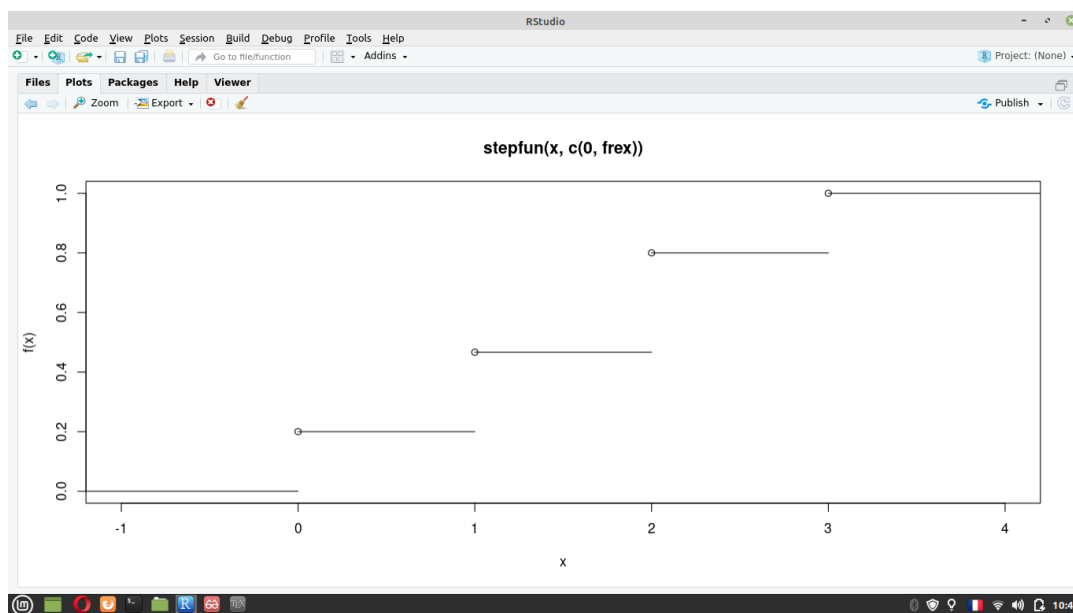 RStudio
File Edit Code View Plots Session Build Debug Profile Tools Help
Go to file/function Addins Project: (None)
Files Plots Packages Help Viewer
Zoom Export Publish
stepfun(x, c(0, frex))
1.0
0.8
0.6
0.4
0.2
0.0
f(x)
-1 0 1 2 3 4
x